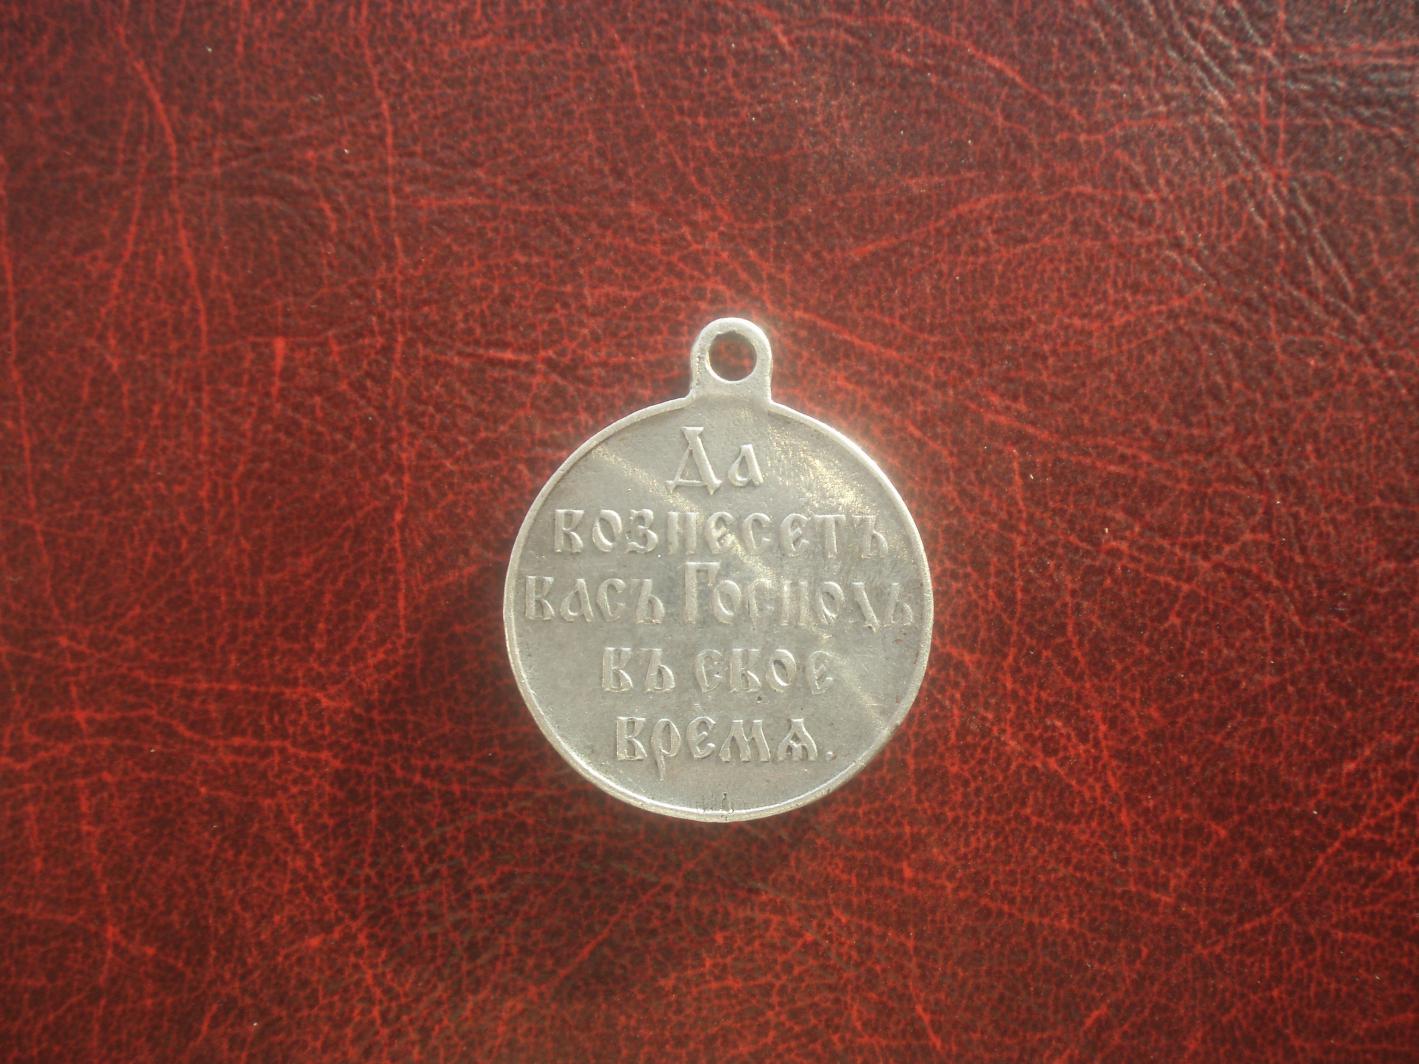 Да
вознесетъ
васъ Господь
въ свое
время.